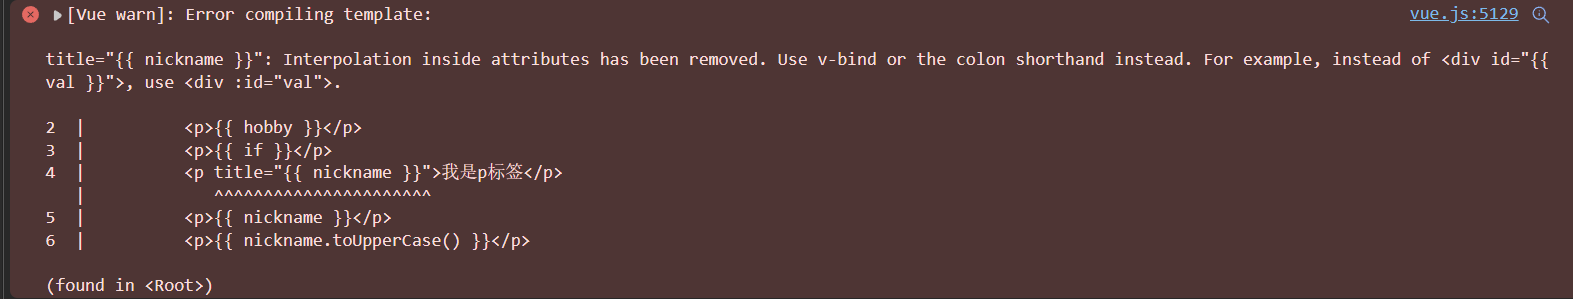 [Vue warn]: Error compiling template: vue.js:5129
title="{{ nickname }}": Interpolation inside attributes has been removed. Use v-bind or the colon shorthand instead. For example, instead of <div id="{{
val }}">, use <div :id="val">.
2  |          <p>{{ hobby }}</p>
3  |          <p>{{ if }}</p>
4  |          <p title="{{ nickname }}">我是p标签</p>
   |             ^^^^^^^^^^^^^^^^^^^^^^
5  |          <p>{{ nickname }}</p>
6  |          <p>{{ nickname.toUpperCase() }}</p>
(found in <Root>)